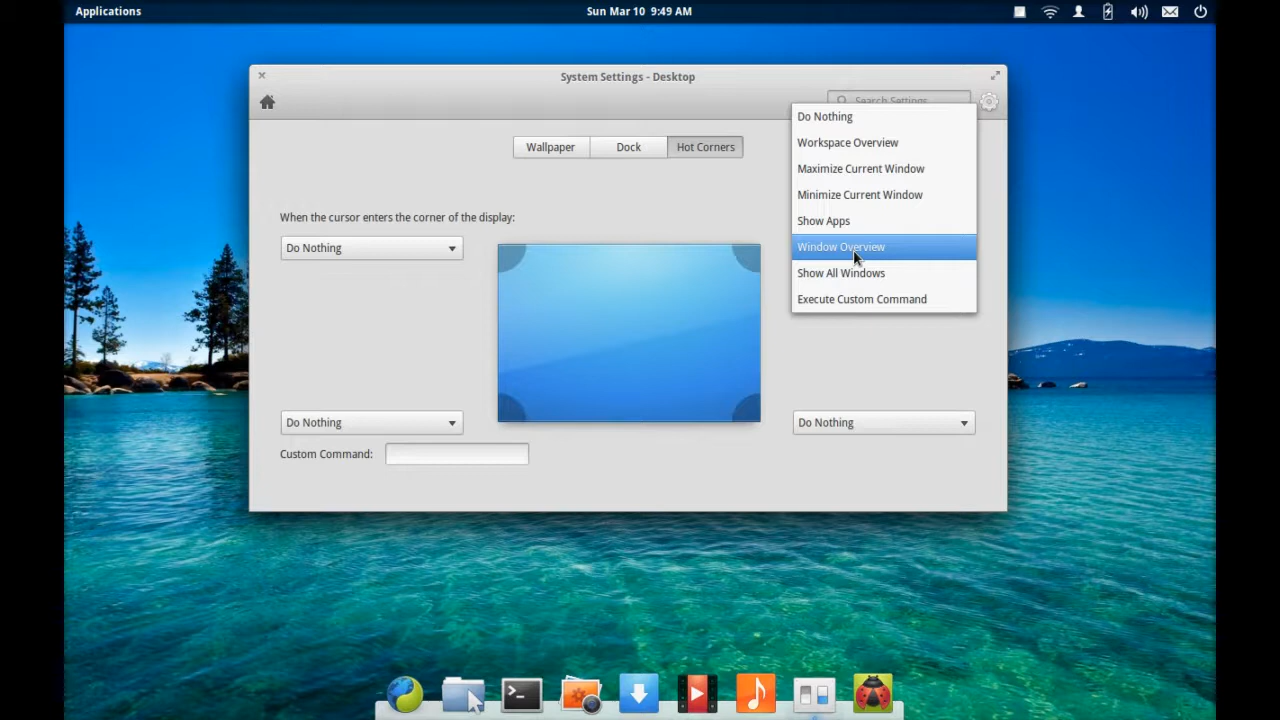 Applications
Sun Mar 10 9:49 AM
System Settings - Desktop
Search Settings
Wallpaper
Dock
Hot Corners
Do Nothing
Workspace Overview
Maximize Current Window
Minimize Current Window
Show Apps
Window Overview
Show All Windows
Execute Custom Command
When the cursor enters the corner of the display:
Do Nothing
Do Nothing
Do Nothing
Custom Command: